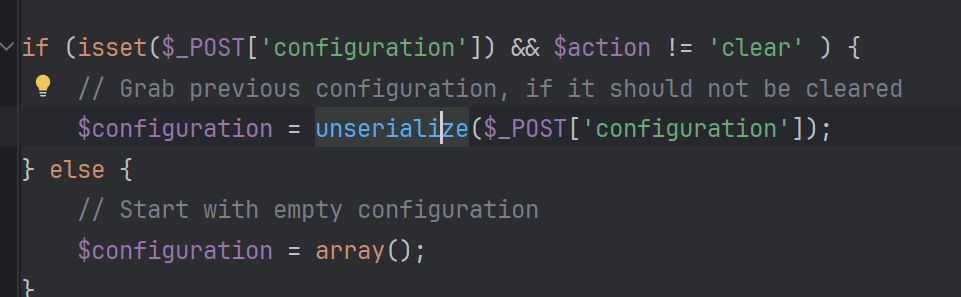 if (isset($_POST['configuration']) && $action != 'clear' ) {
    // Grab previous configuration, if it should not be cleared
    $configuration = unserialize($_POST['configuration']);
} else {
    // Start with empty configuration
    $configuration = array();
}